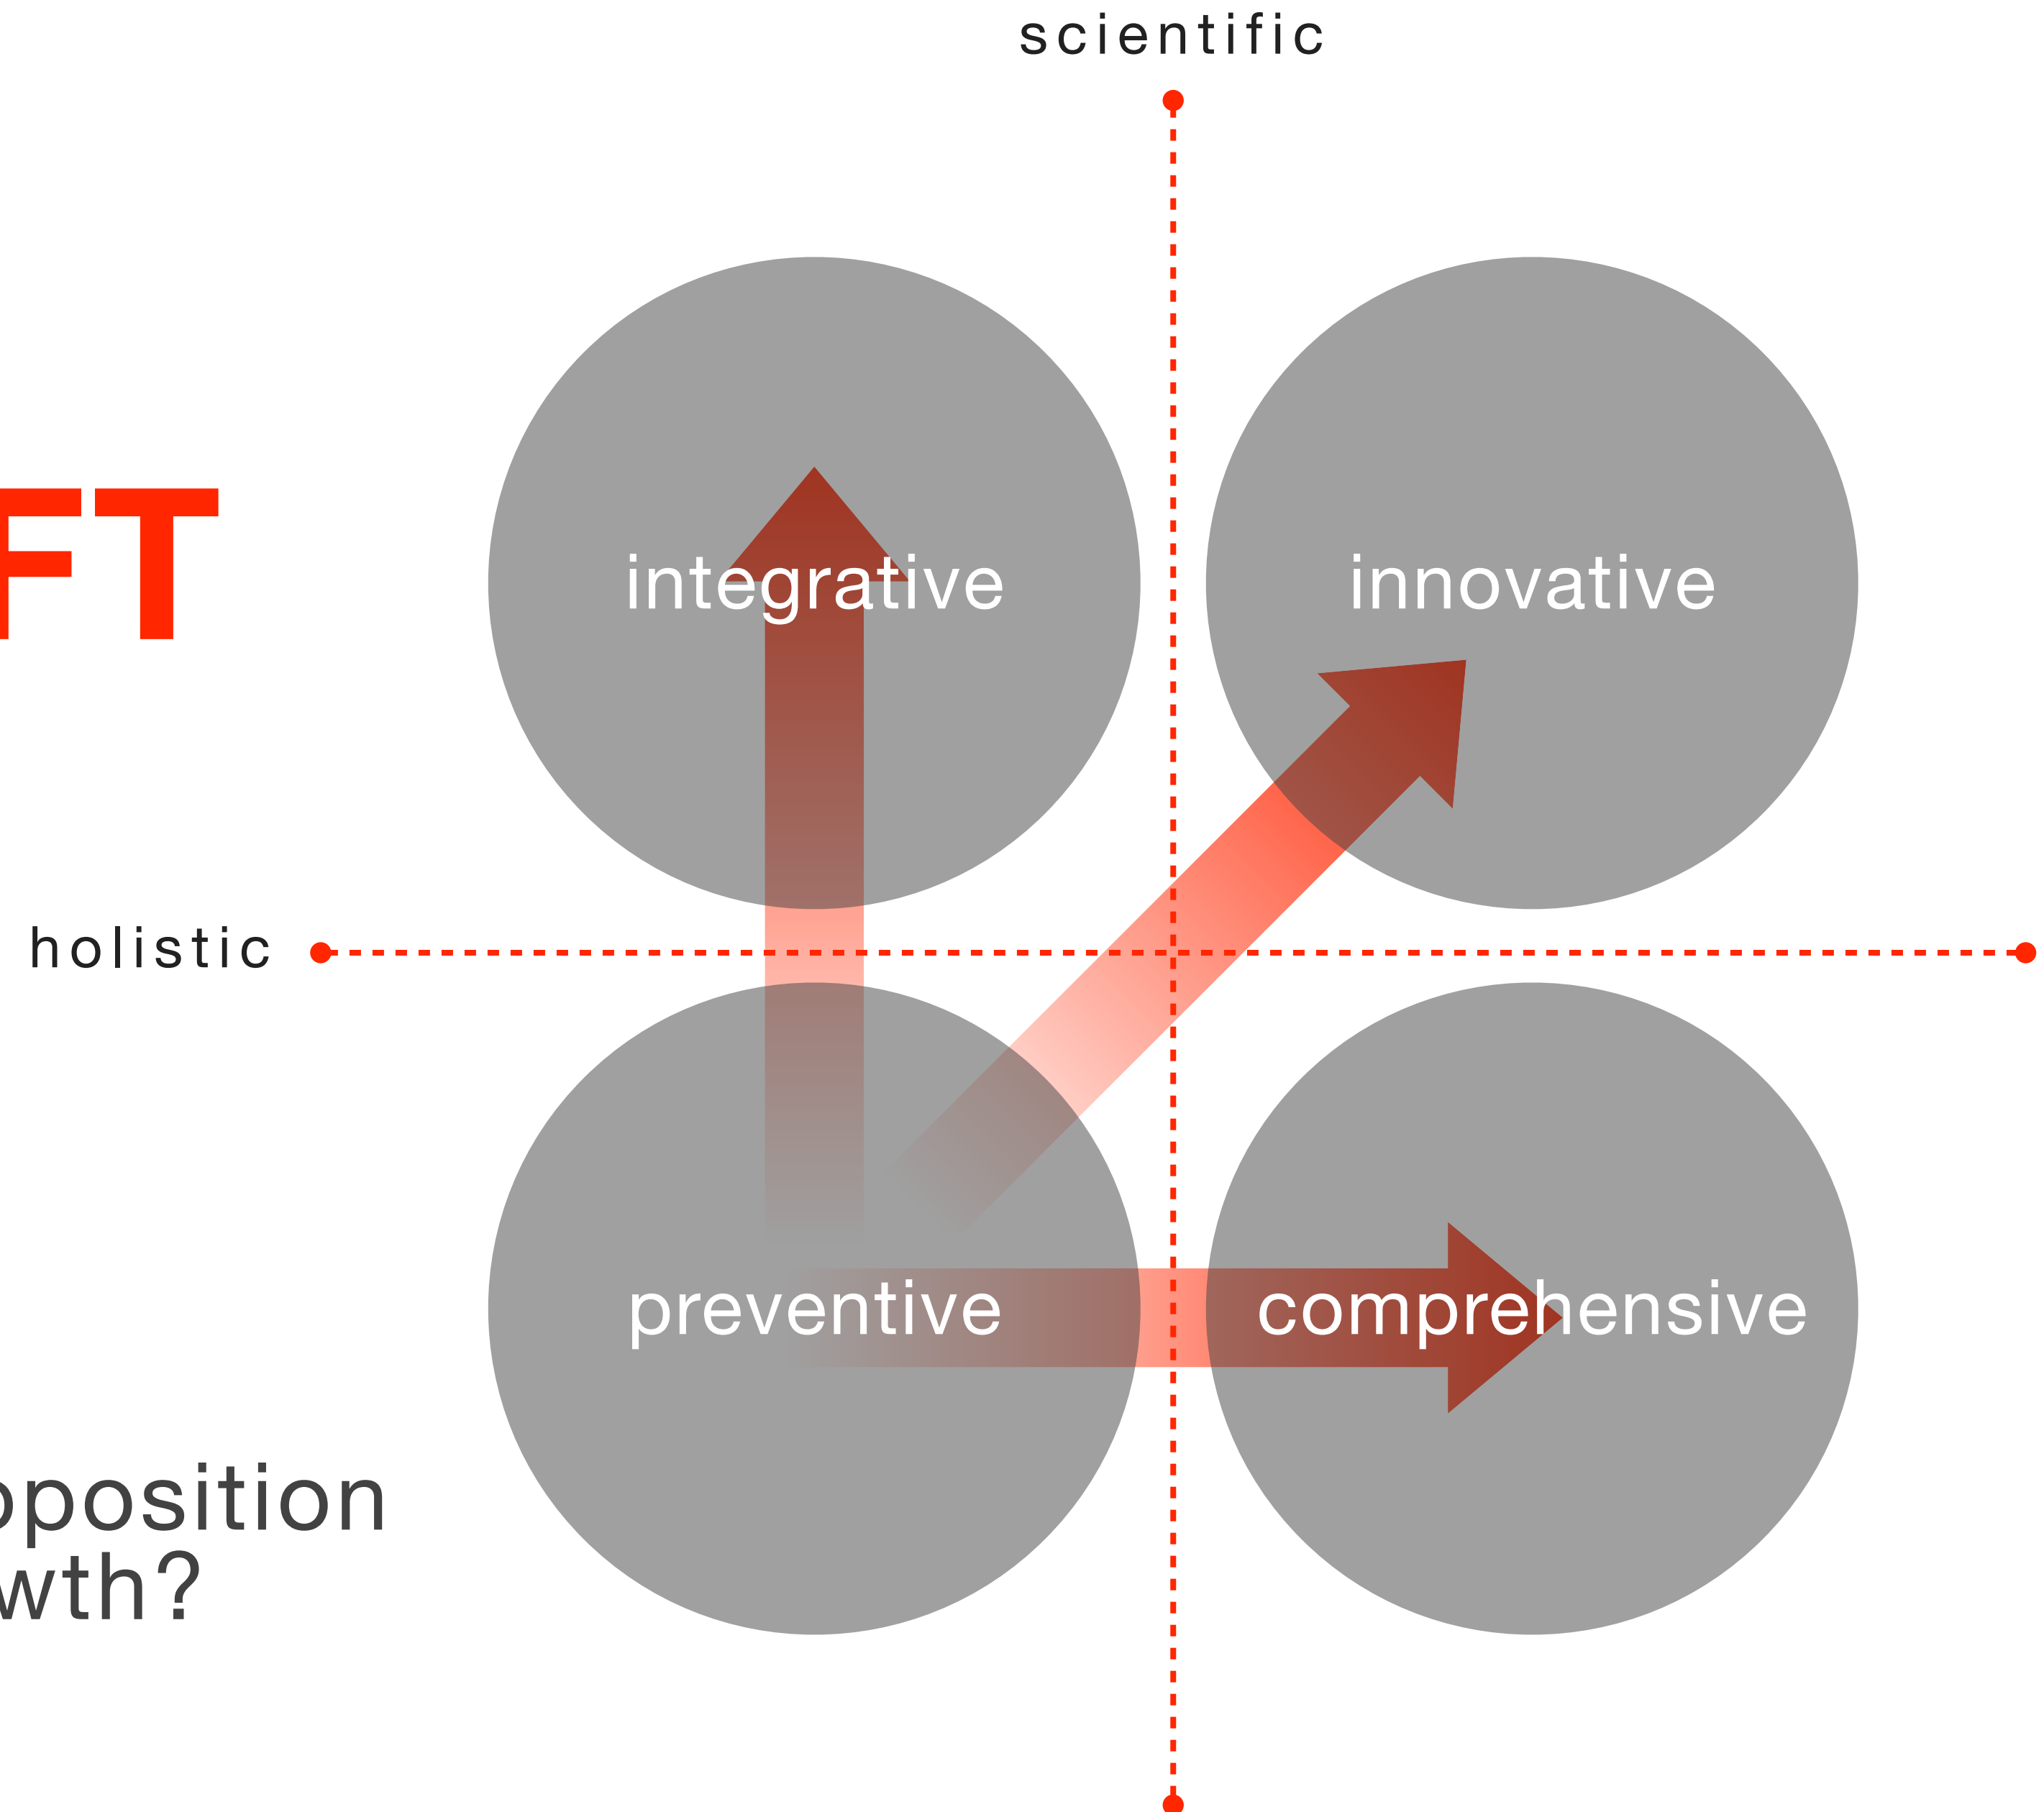 scientific
FT
integrative
innovative
holistic
preventive
comprehensive
position
wth?